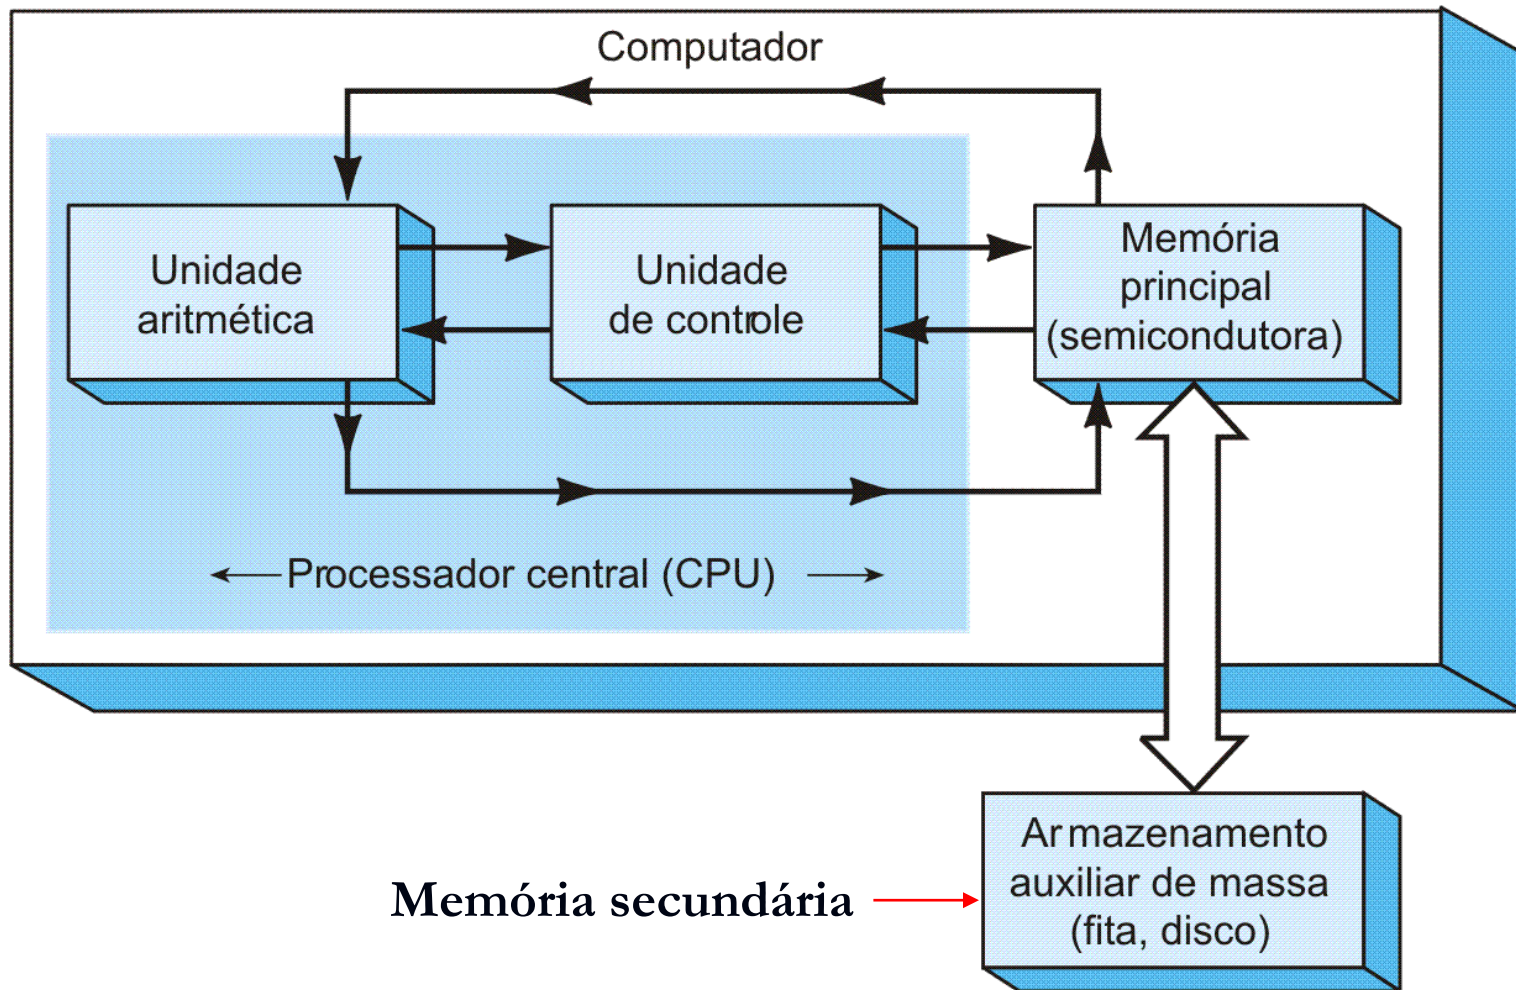 Computador
Unidade
aritmética
Unidade
de controle
Memória
principal
(semicondutora)
Processador central (CPU)
Armazenamento
auxiliar de massa
(fita, disco)
Memória secundária